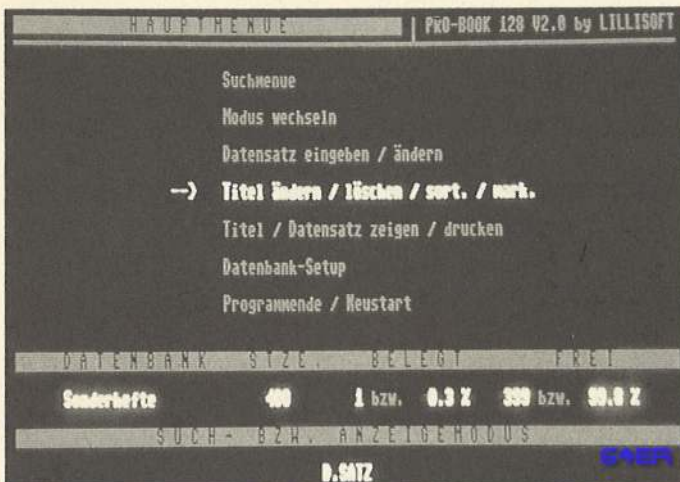 HAUPTMENUE
PRO-BOOK 128 V2.0 by LILLISOFT
Suchmenue
Modus wechseln
Datensatz eingeben / ändern
--> Titel ändern / löschen / sort. / mark.
Titel / Datensatz zeigen / drucken
Datenbank-Setup
Programmende / Neustart
DATENBANK STZE. BELEGT FREI
Sonderhefte 400 1 bzw. 0.3 % 399 bzw. 99.8 %
SUCH- BZW. ANZEIGEMODUS
D.SATZ
G4ER